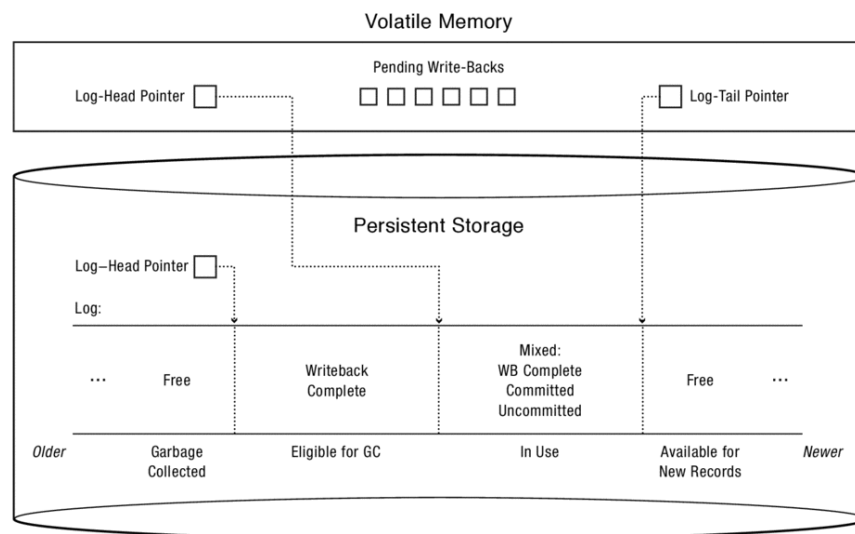 Volatile Memory
Pending Write-Backs
Log-Head Pointer
Log-Tail Pointer
Persistent Storage
Log–Head Pointer
Log:
... Free
Writeback
Complete
Mixed:
WB Complete
Committed
Uncommitted
Free ...
Older
Garbage
Collected
Eligible for GC
In Use
Available for
New Records
Newer